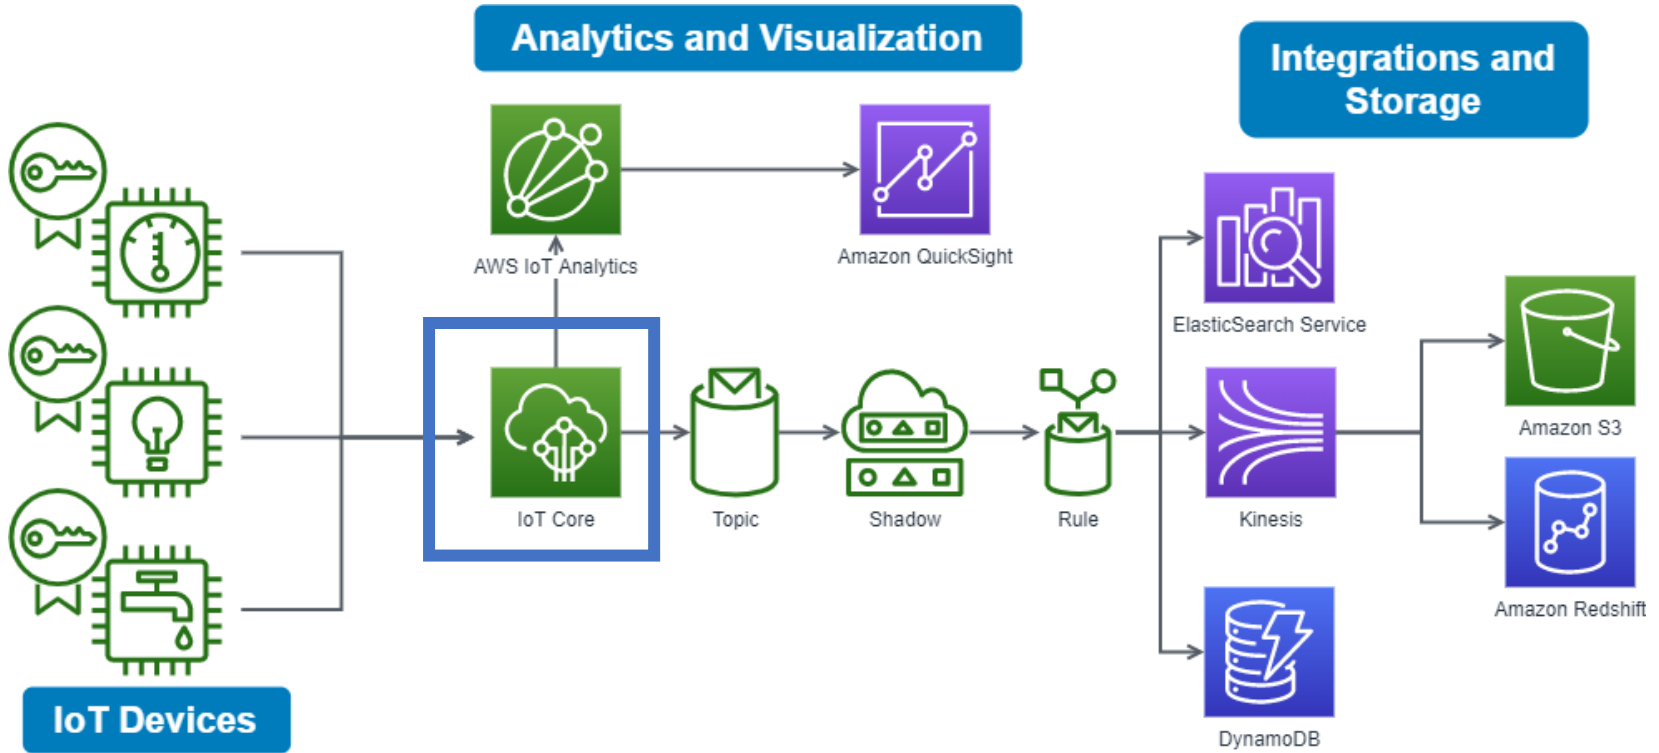 Analytics and Visualization
Integrations and
Storage
AWS IoT Analytics
Amazon QuickSight
ElasticSearch Service
Amazon S3
IoT Core
Topic
Shadow
Rule
Kinesis
Amazon Redshift
IoT Devices
DynamoDB